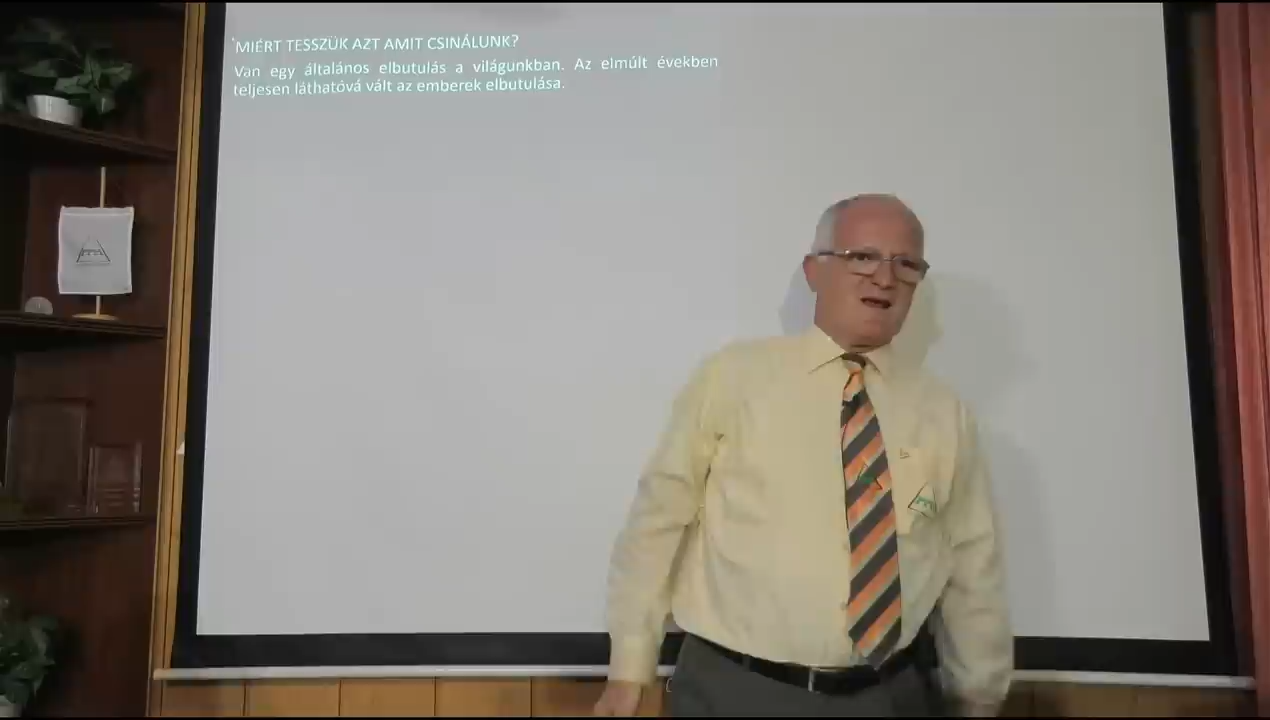 MIÉRT TESSZÜK AZT AMIT CSINÁLUNK?
Van egy általános elbutulás a világunkban. Az elmúlt években
teljesen láthatóvá vált az emberek elbutulása.